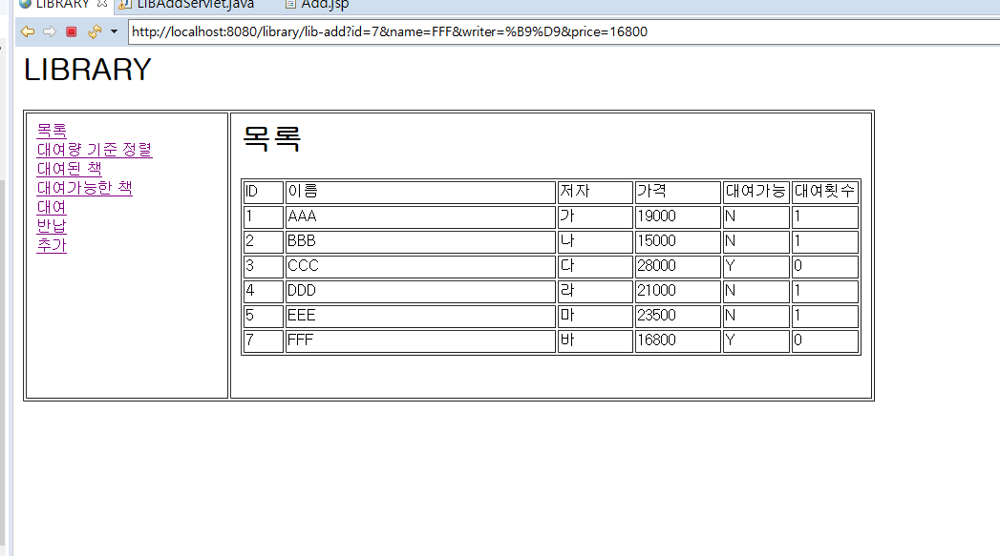 LIBRARY LIBAddServlet.java Add.jsp
http://localhost:8080/library/lib-add?id=7&name=FFF&writer=%B9%D9&price=16800
LIBRARY
목록
대여량 기준 정렬
대여된 책
대여가능한 책
대여
반납
추가
목록
ID 이름 저자 가격 대여가능 대여횟수
1 AAA 가 19000 N 1
2 BBB 나 15000 N 1
3 CCC 다 28000 Y 0
4 DDD 라 21000 N 1
5 EEE 마 23500 N 1
7 FFF 바 16800 Y 0